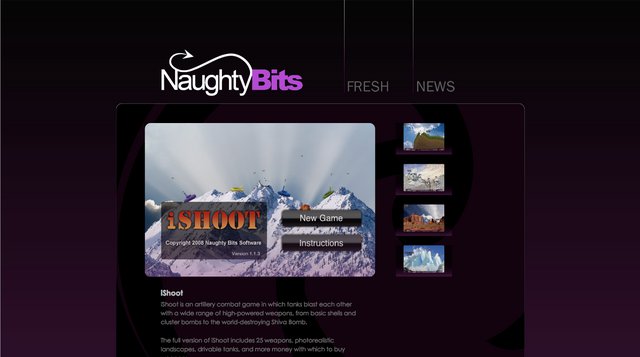 NaughtyBits
FRESH
NEWS
iSHOOT
Copyright 2008 Naughty Bits Software
Version 1.1.3
New Game
Instructions
iShoot
iShoot is an artillery combat game in which tanks blast each other
with a wide range of high-powered weapons, from basic shells and
cluster bombs to the world-destroying Shiva Bomb.
The full version of iShoot includes 25 weapons, photorealistic
landscapes, drivable tanks, and more money with which to buy